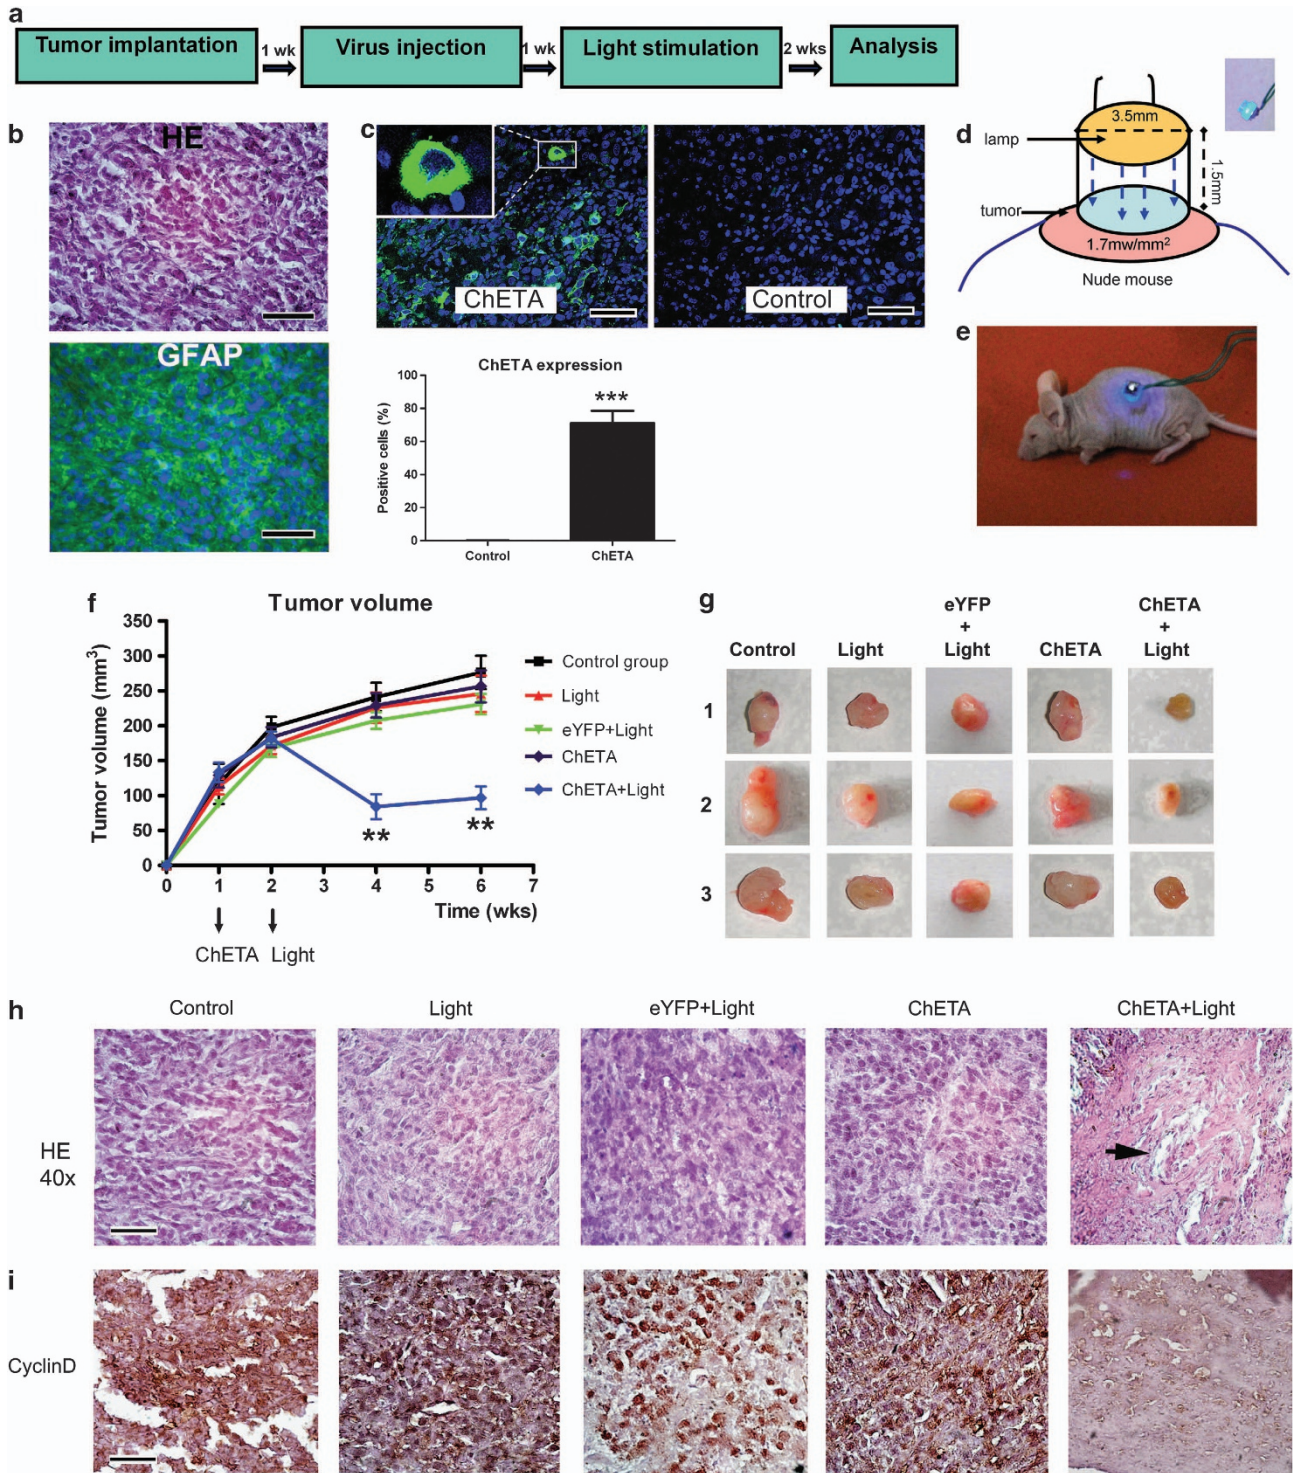 a
Tumor implantation
1 wk
Virus injection
1 wk
Light stimulation
2 wks
Analysis
b
HE
GFAP
c
ChETA
Control
ChETA expression
***
Positive cells (%)
100
80
60
40
20
0
Control
ChETA
d
3.5mm
lamp
1.5mm
tumor
1.7mw/mm²
Nude mouse
e
f
Tumor volume
Tumor volume (mm³)
350
300
250
200
150
100
50
0
0 1 2 3 4 5 6 7
Time (wks)
** **
ChETA Light
Control group
Light
eYFP+Light
ChETA
ChETA+Light
g
Control
Light
eYFP
+
Light
ChETA
ChETA
+
Light
1
2
3
h
Control Light eYFP+Light ChETA ChETA+Light
HE
40x
i
CyclinD